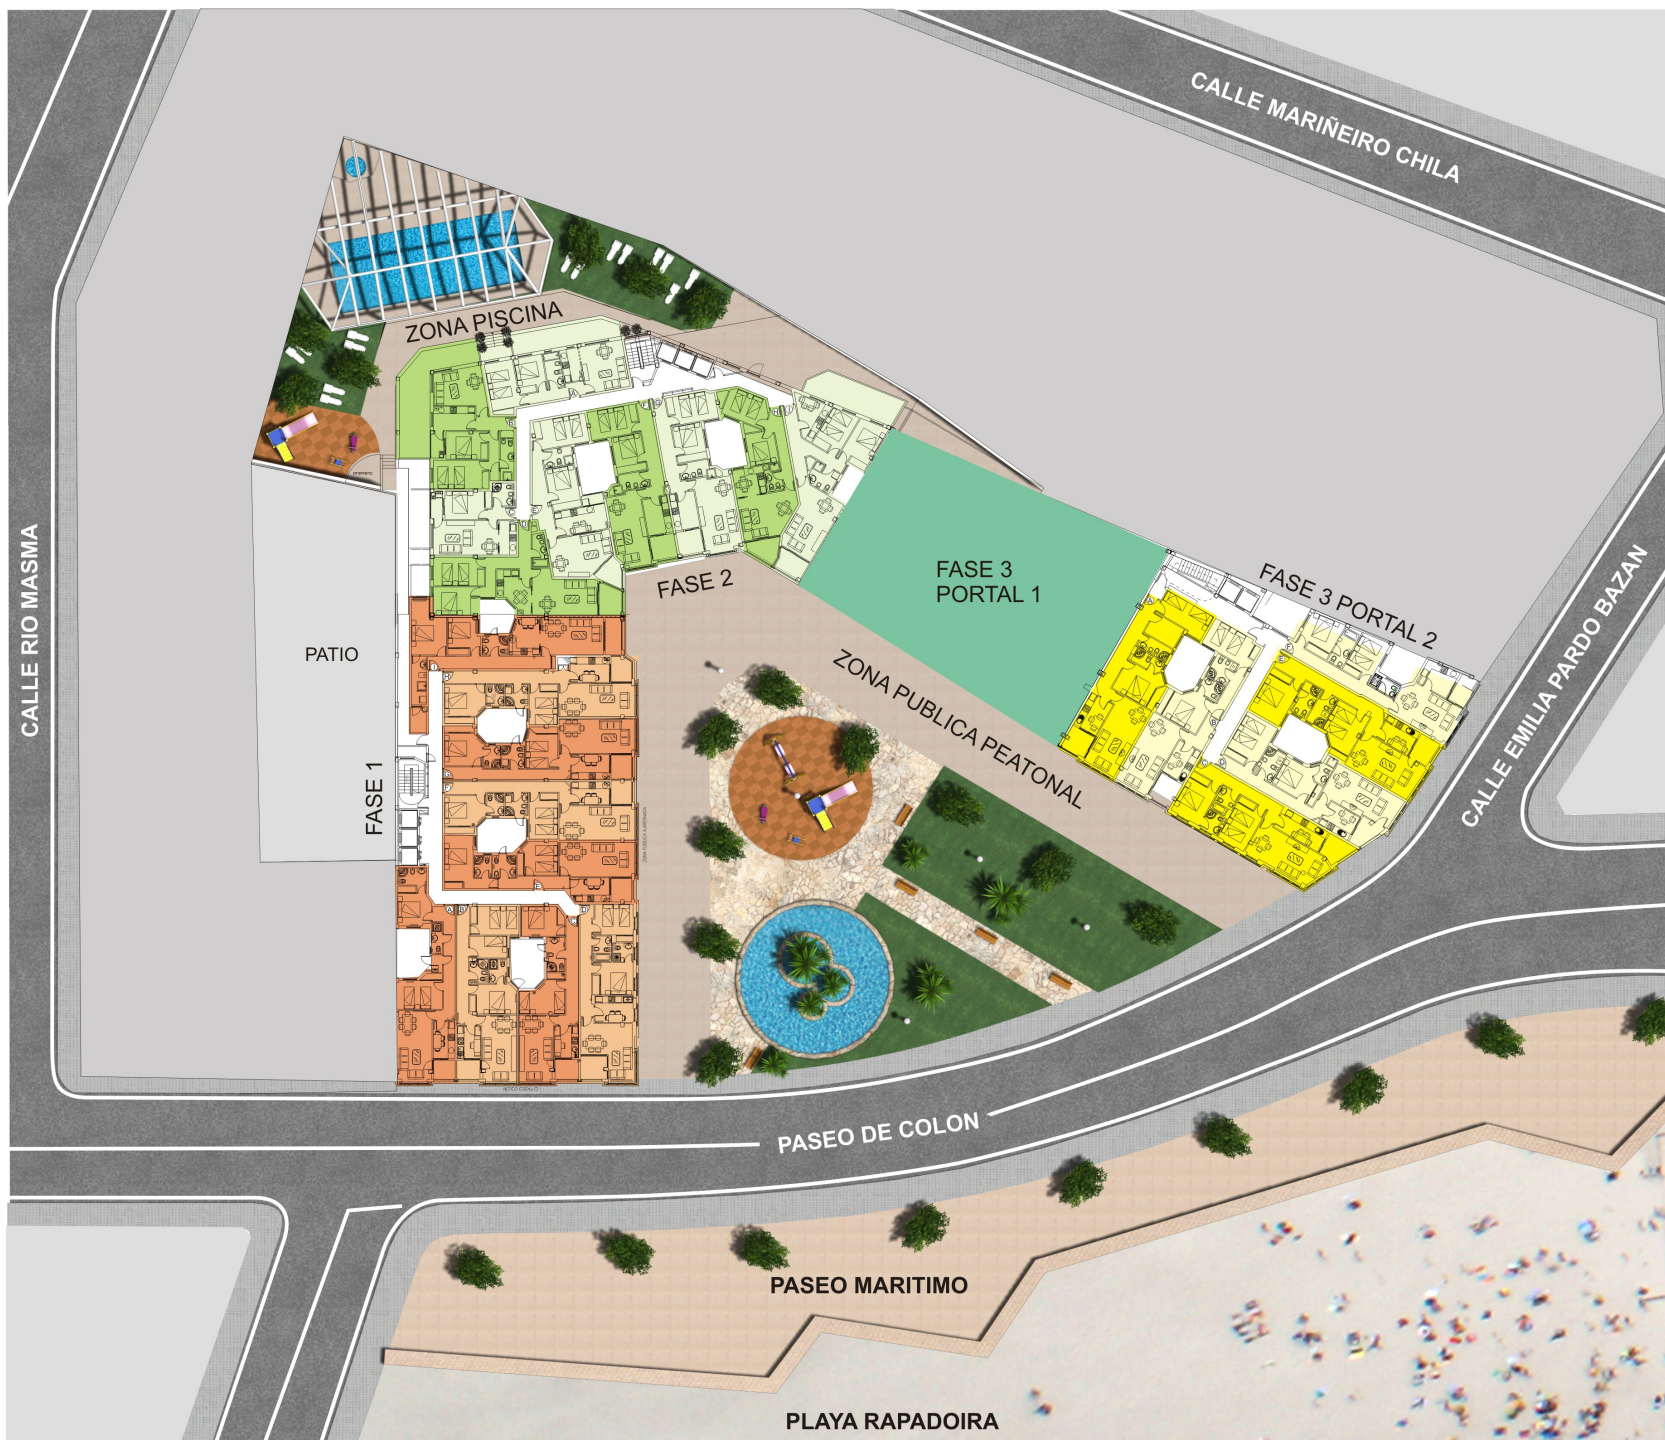 CALLE MARIÑEIRO CHILA
ZONA PISCINA
CALLE RIO MASMA
PATIO
FASE 2
FASE 3
PORTAL 1
FASE 3 PORTAL 2
CALLE EMILIA PARDO BAZAN
ZONA PUBLICA PEATONAL
FASE 1
PASEO DE COLON
PASEO MARITIMO
PLAYA RAPADOIRA